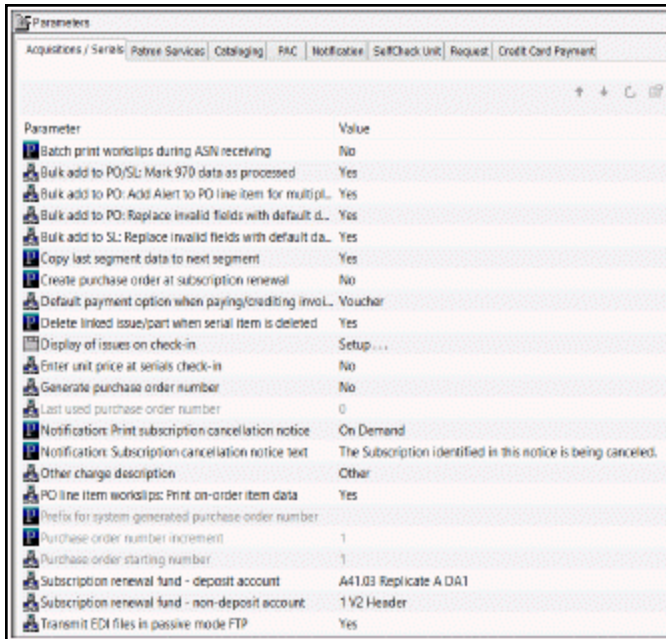 Parameters
Acquisitions / Serials Patron Services Cataloging PAC Notification SelfCheck Unit Request Credit Card Payment
Parameter Value
Batch print workslips during ASN receiving No
Bulk add to PO/SL: Mark 970 data as processed Yes
Bulk add to PO: Add Alert to PO line item for multipl... Yes
Bulk add to PO: Replace invalid fields with default d... Yes
Bulk add to SL: Replace invalid fields with default da... Yes
Copy last segment data to next segment Yes
Create purchase order at subscription renewal No
Default payment option when paying/crediting invoi... Voucher
Delete linked issue/part when serial item is deleted Yes
Display of issues on check-in Setup...
Enter unit price at serials check-in No
Generate purchase order number No
Last used purchase order number 0
Notification: Print subscription cancellation notice On Demand
Notification: Subscription cancellation notice text The Subscription identified in this notice is being canceled.
Other charge description Other
PO line item workslips: Print on-order item data Yes
Prefix for system generated purchase order number
Purchase order number increment 1
Purchase order starting number 1
Subscription renewal fund - deposit account A41.03 Replicate A DA1
Subscription renewal fund - non-deposit account 1Y2 Header
Transmit EDI files in passive mode FTP Yes